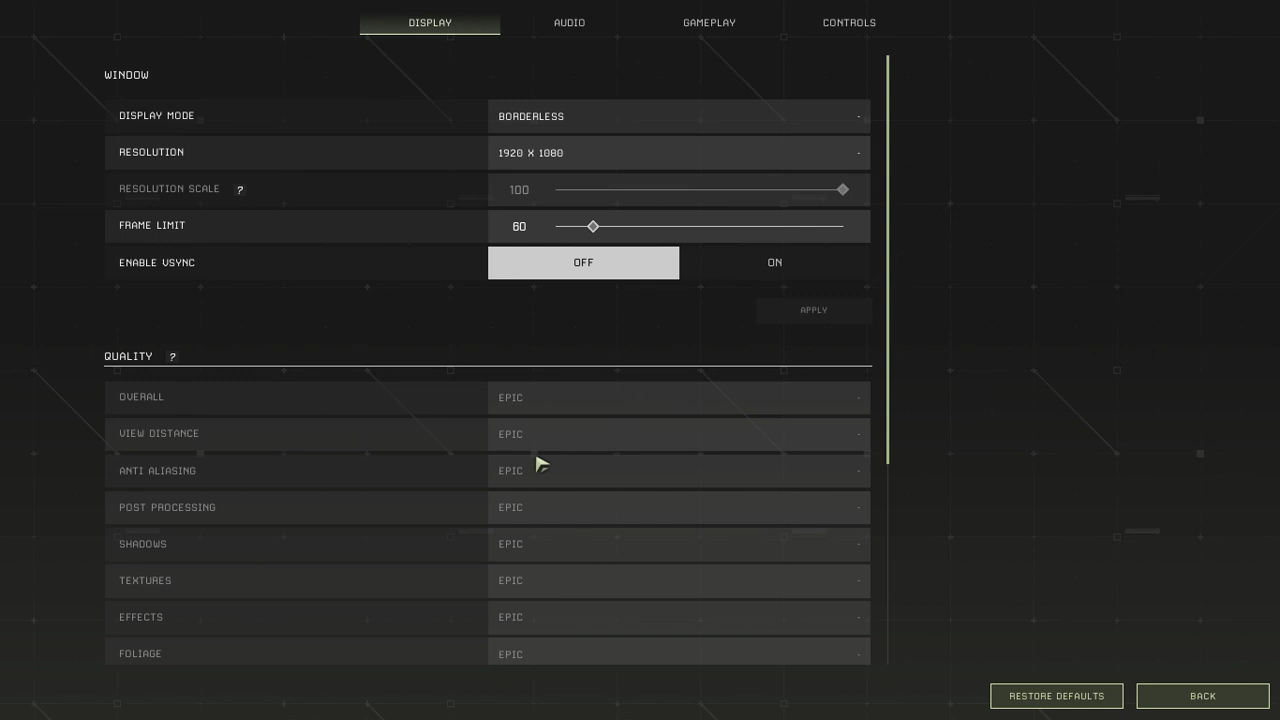 DISPLAY AUDIO GAMEPLAY CONTROLS
WINDOW
DISPLAY MODE BORDERLESS -
RESOLUTION 1920 X 1080 -
RESOLUTION SCALE ? 100
FRAME LIMIT 60
ENABLE VSYNC OFF ON
APPLY
QUALITY ?
OVERALL EPIC -
VIEW DISTANCE EPIC -
ANTI ALIASING EPIC -
POST PROCESSING EPIC -
SHADOWS EPIC -
TEXTURES EPIC -
EFFECTS EPIC -
FOLIAGE EPIC -
RESTORE DEFAULTS BACK